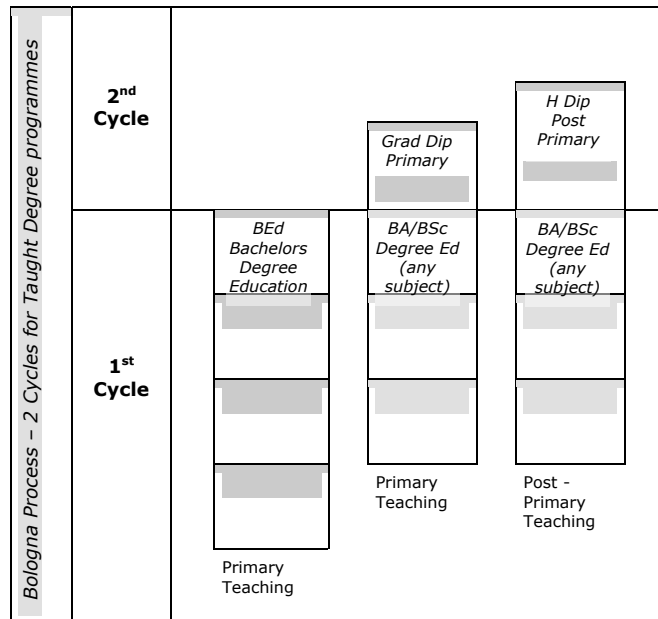 Bologna Process – 2 Cycles for Taught Degree programmes
2nd
Cycle
Grad Dip
Primary
H Dip
Post
Primary
1st
Cycle
BEd
Bachelors
Degree
Education
BA/BSc
Degree Ed
(any
subject)
BA/BSc
Degree Ed
(any
subject)
Primary
Teaching
Primary
Teaching
Post -
Primary
Teaching